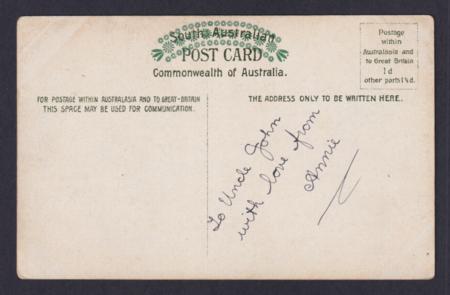 South Australian
POST CARD
Commonwealth of Australia.
Postage
within
Australasia and
to Great Britain
1d
other parts 1½d.
FOR POSTAGE WITHIN AUSTRALASIA AND TO GREAT-BRITAIN
THIS SPACE MAY BE USED FOR COMMUNICATION.
THE ADDRESS ONLY TO BE WRITTEN HERE.
To Uncle John
with love from
Annie